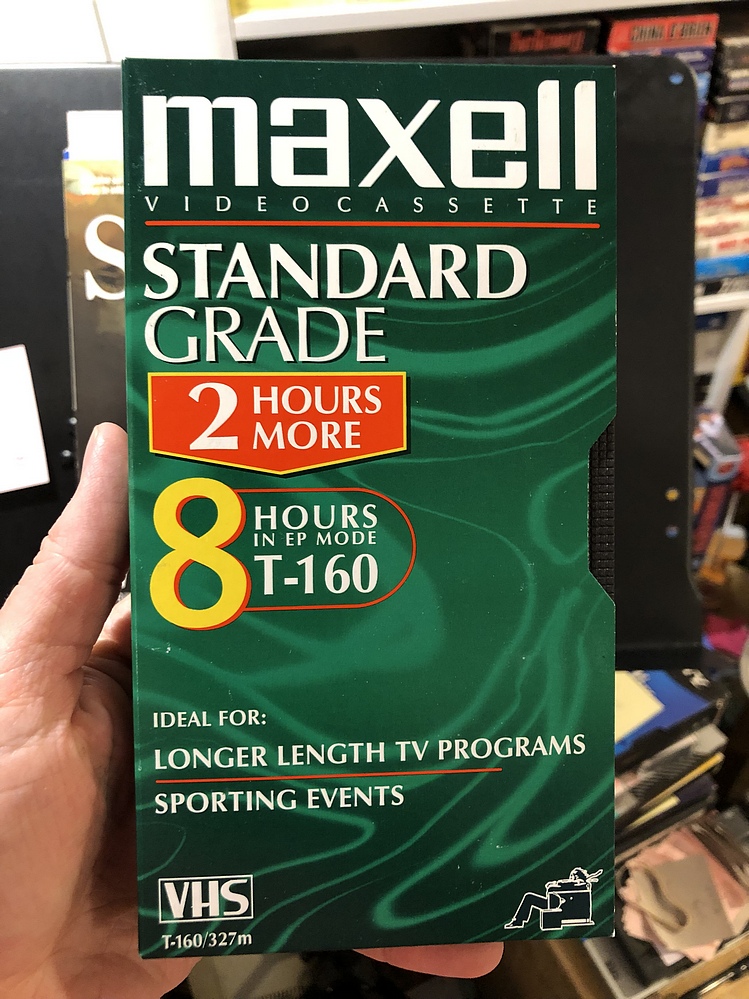 maxell
VIDEOCASSETTE
STANDARD
GRADE
2 HOURS
MORE
8 HOURS
IN EP MODE
T-160
IDEAL FOR:
LONGER LENGTH TV PROGRAMS
SPORTING EVENTS
VHS
T-160/327m
S